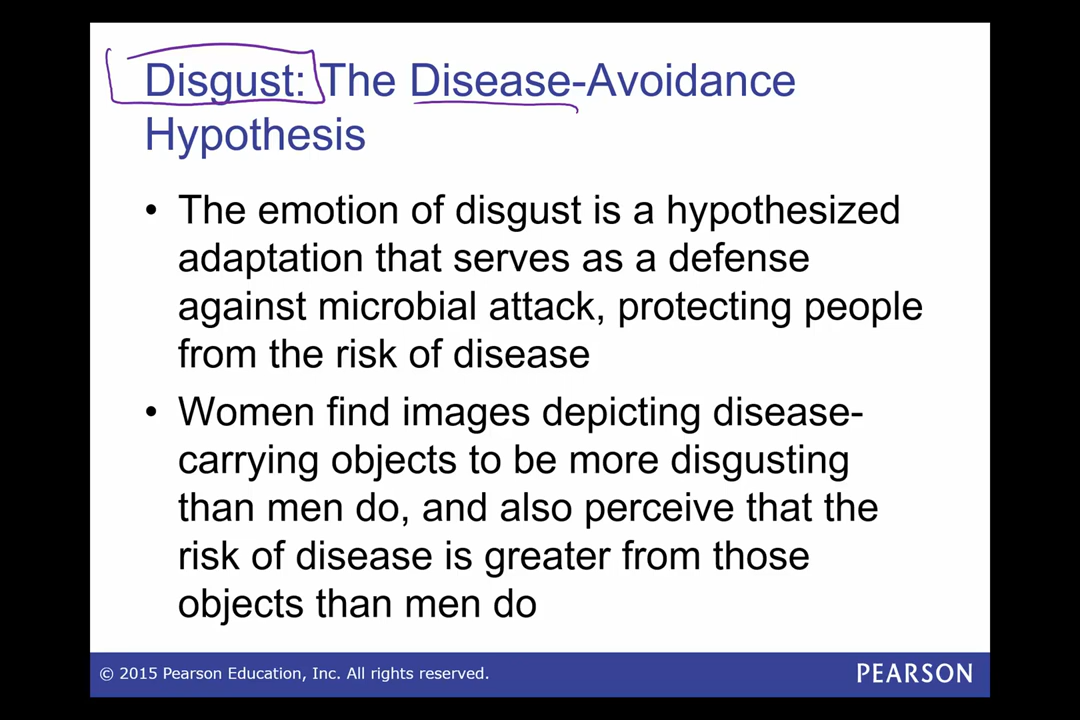 Disgust: The Disease-Avoidance
Hypothesis
• The emotion of disgust is a hypothesized
adaptation that serves as a defense
against microbial attack, protecting people
from the risk of disease
• Women find images depicting disease-
carrying objects to be more disgusting
than men do, and also perceive that the
risk of disease is greater from those
objects than men do
© 2015 Pearson Education, Inc. All rights reserved.
PEARSON